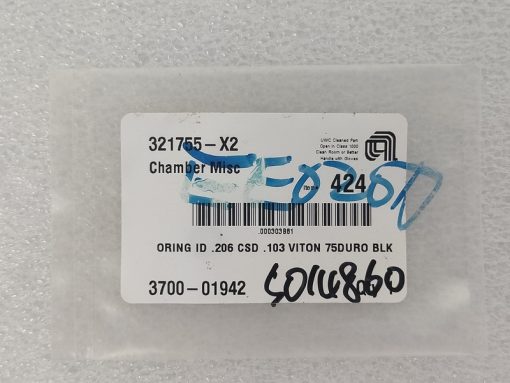 321755-X2
Chamber Misc
UWC Cleaned Part
Open in Class 1000
Clean Room or Better
Handle with Gloves
424
.000303881
ORING ID .206 CSD .103 VITON 75DURO BLK
3700-01942